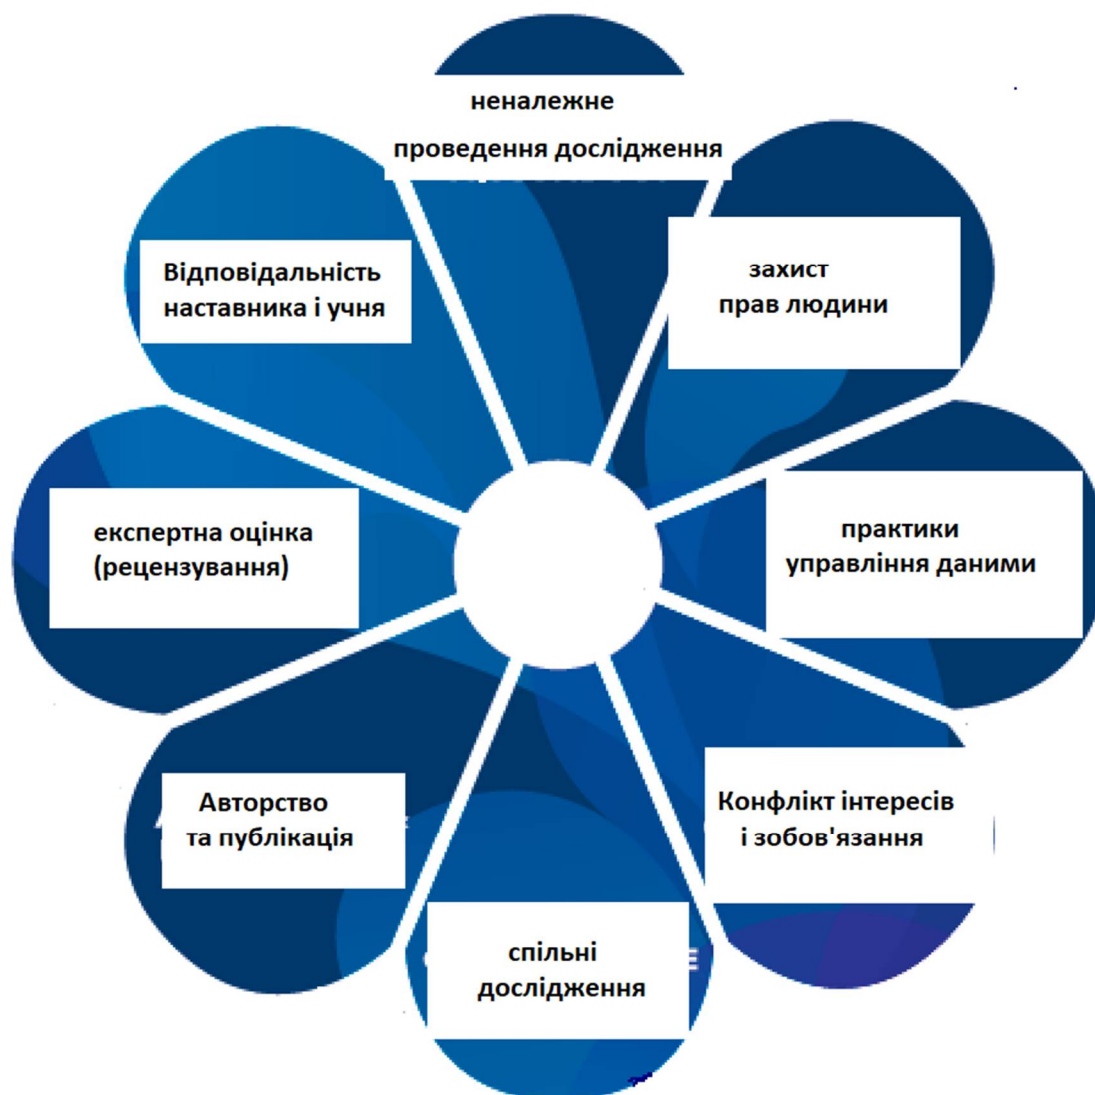 неналежне
проведення дослідження
захист
прав людини
практики
управління даними
Конфлікт інтересів
і зобов'язання
спільні
дослідження
Авторство
та публікація
експертна оцінка
(рецензування)
Відповідальність
наставника і учня